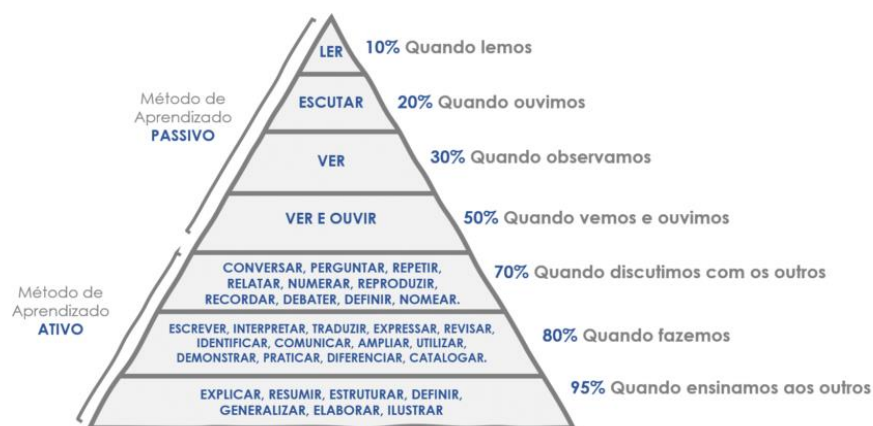 LER
10% Quando lemos
ESCUTAR
20% Quando ouvimos
Método de
Aprendizado
PASSIVO
VER
30% Quando observamos
VER E OUVIR
50% Quando vemos e ouvimos
CONVERSAR, PERGUNTAR, REPETIR,
RELATAR, NUMERAR, REPRODUZIR,
RECORDAR, DEBATER, DEFINIR, NOMEAR.
70% Quando discutimos com os outros
Método de
Aprendizado
ATIVO
ESCREVER, INTERPRETAR, TRADUZIR, EXPRESSAR, REVISAR,
IDENTIFICAR, COMUNICAR, AMPLIAR, UTILIZAR,
DEMONSTRAR, PRATICAR, DIFERENCIAR, CATALOGAR.
80% Quando fazemos
EXPLICAR, RESUMIR, ESTRUTURAR, DEFINIR,
GENERALIZAR, ELABORAR, ILUSTRAR
95% Quando ensinamos aos outros